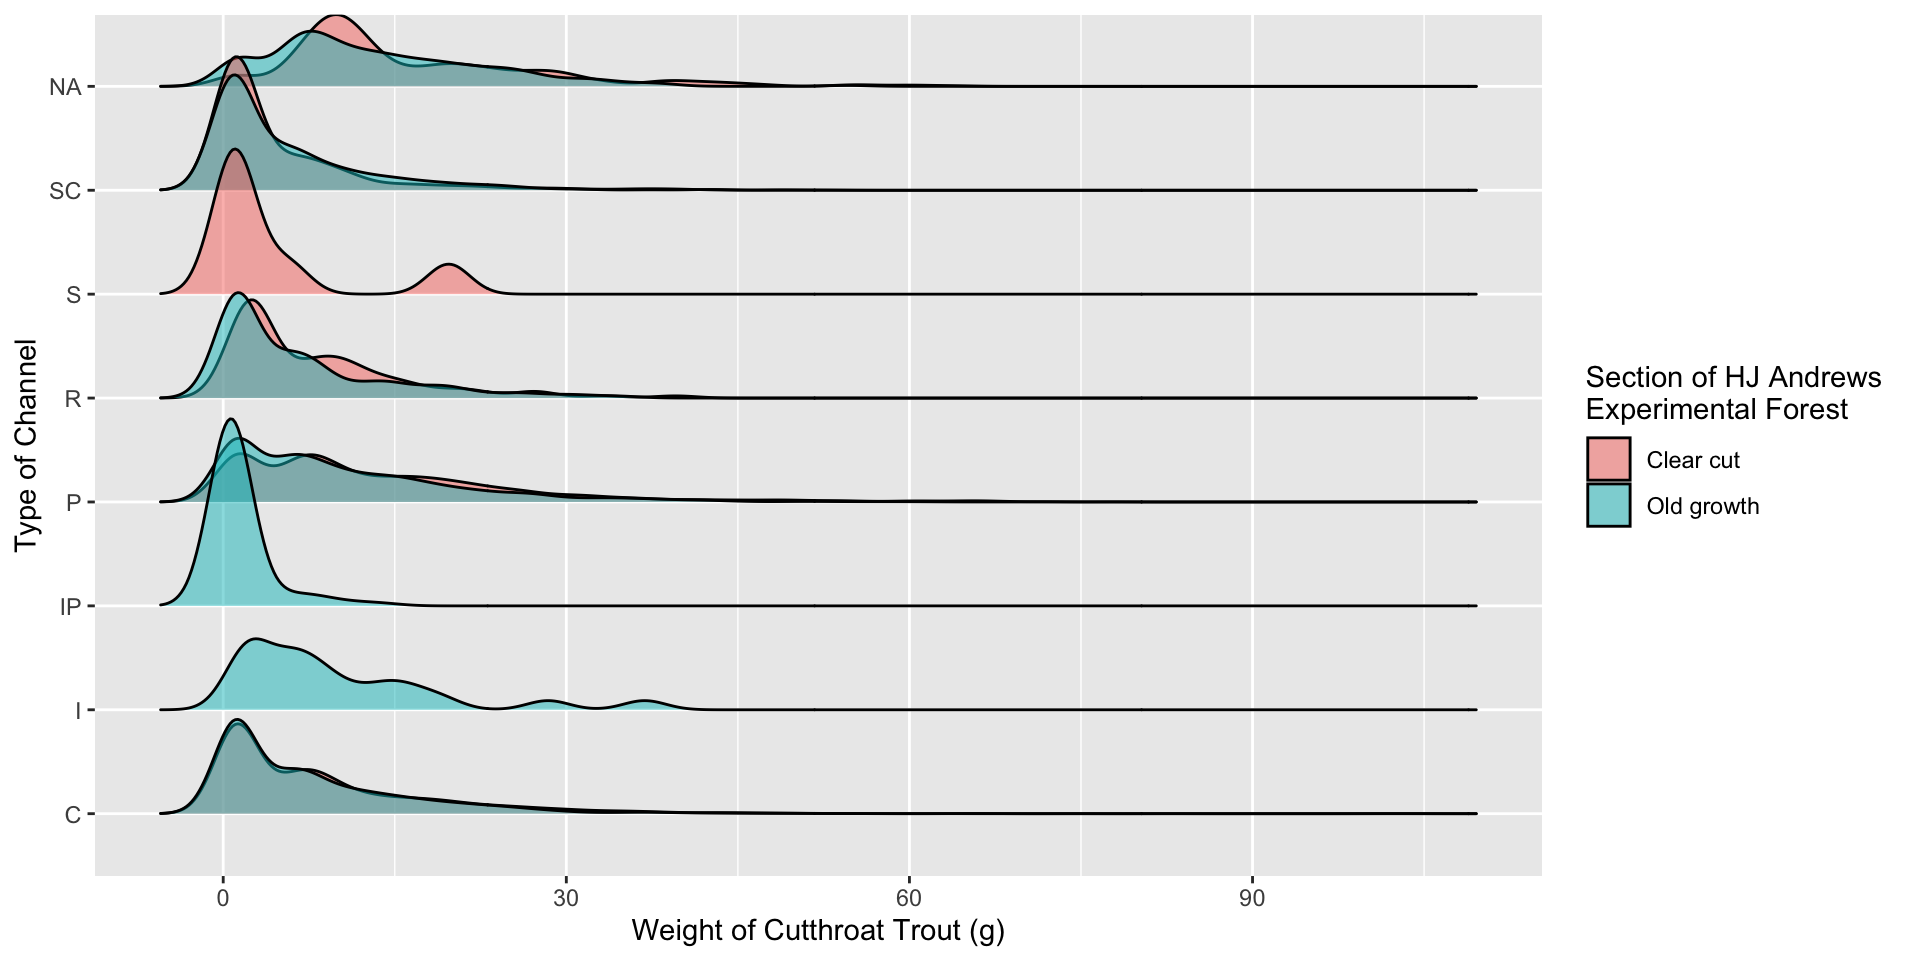 Type of Channel
NA
SC
S
R
P
IP
I
C
0 30 60 90
Weight of Cutthroat Trout (g)
Section of HJ Andrews
Experimental Forest
Clear cut
Old growth